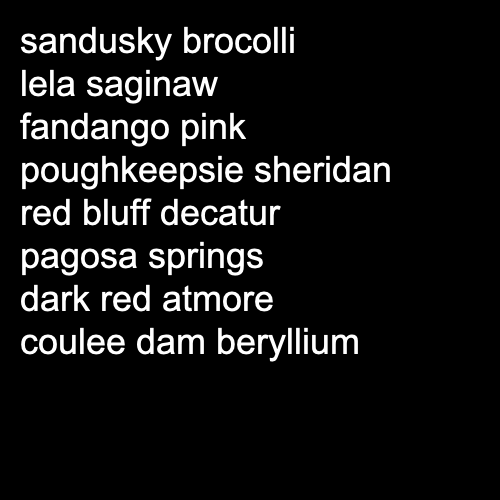 sandusky brocolli
lela saginaw
fandango pink
poughkeepsie sheridan
red bluff decatur
pagosa springs
dark red atmore
coulee dam beryllium